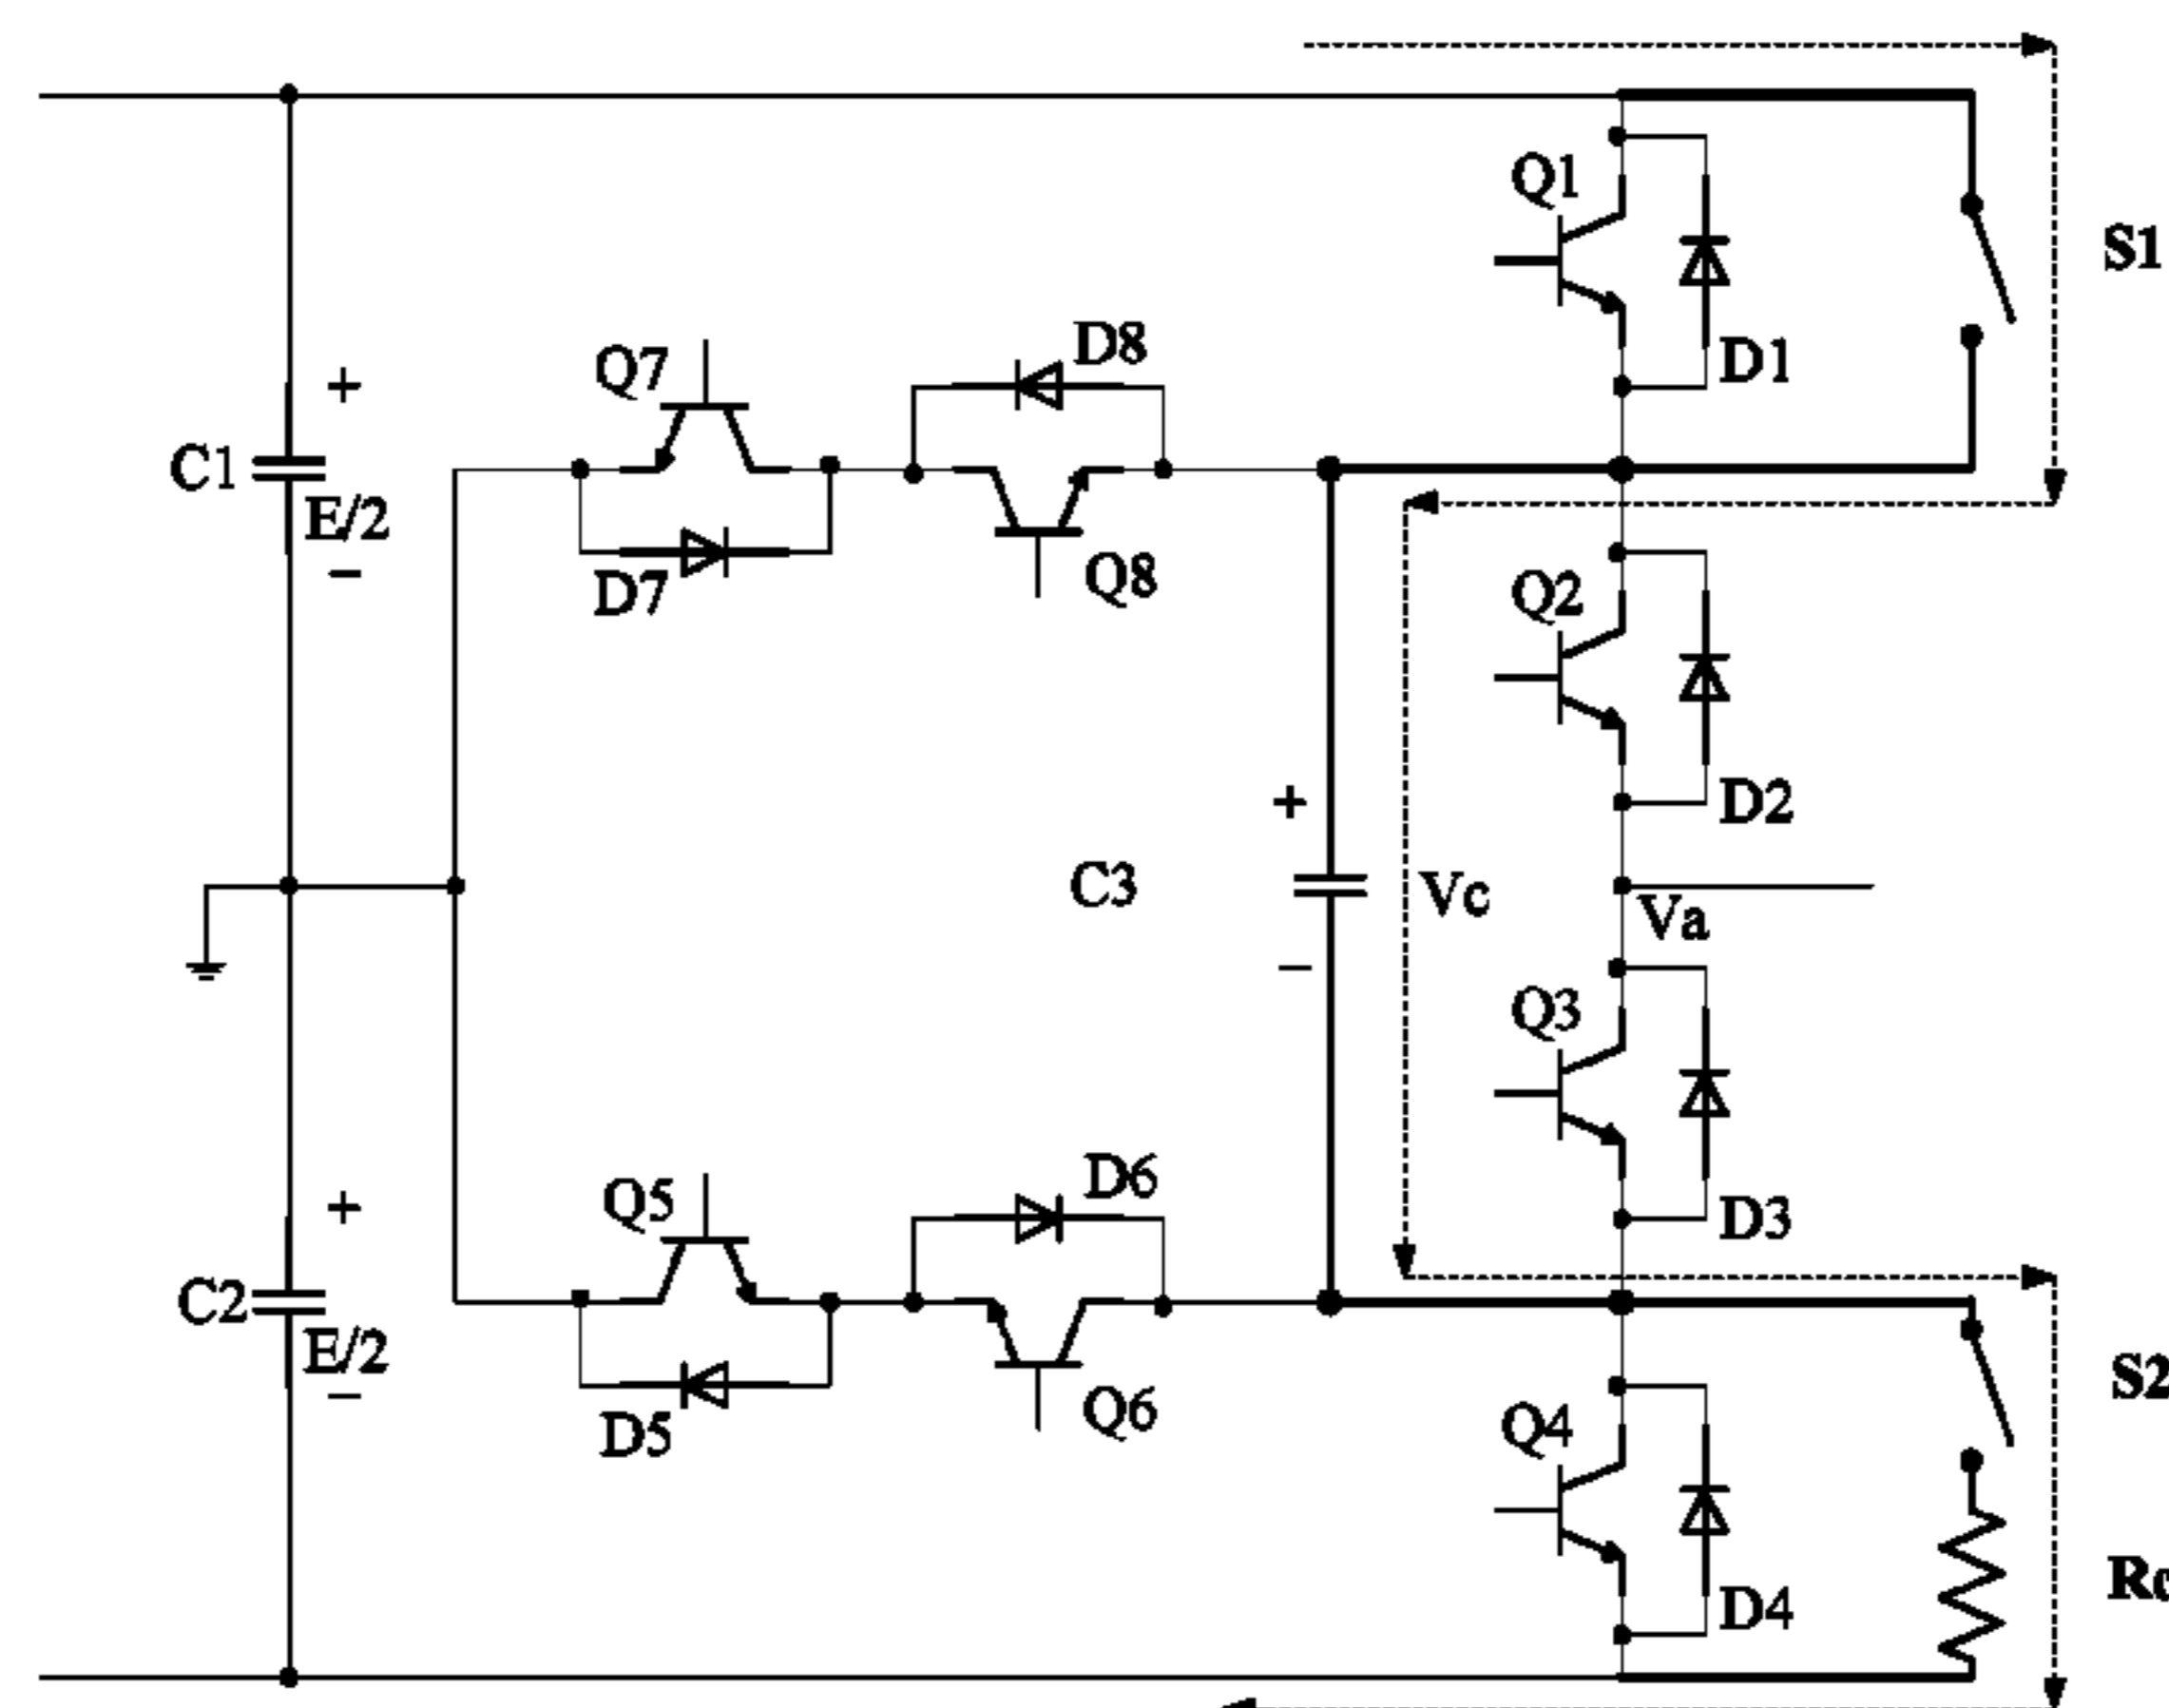 Q1
S1
D8
Q7
+
D1
C1
E/2
−
D7
Q8
Q2
D2
+
C3
Vc
Va
−
Q3
D6
Q5
+
D3
C2
E/2
−
S2
D5
Q6
Q4
D4